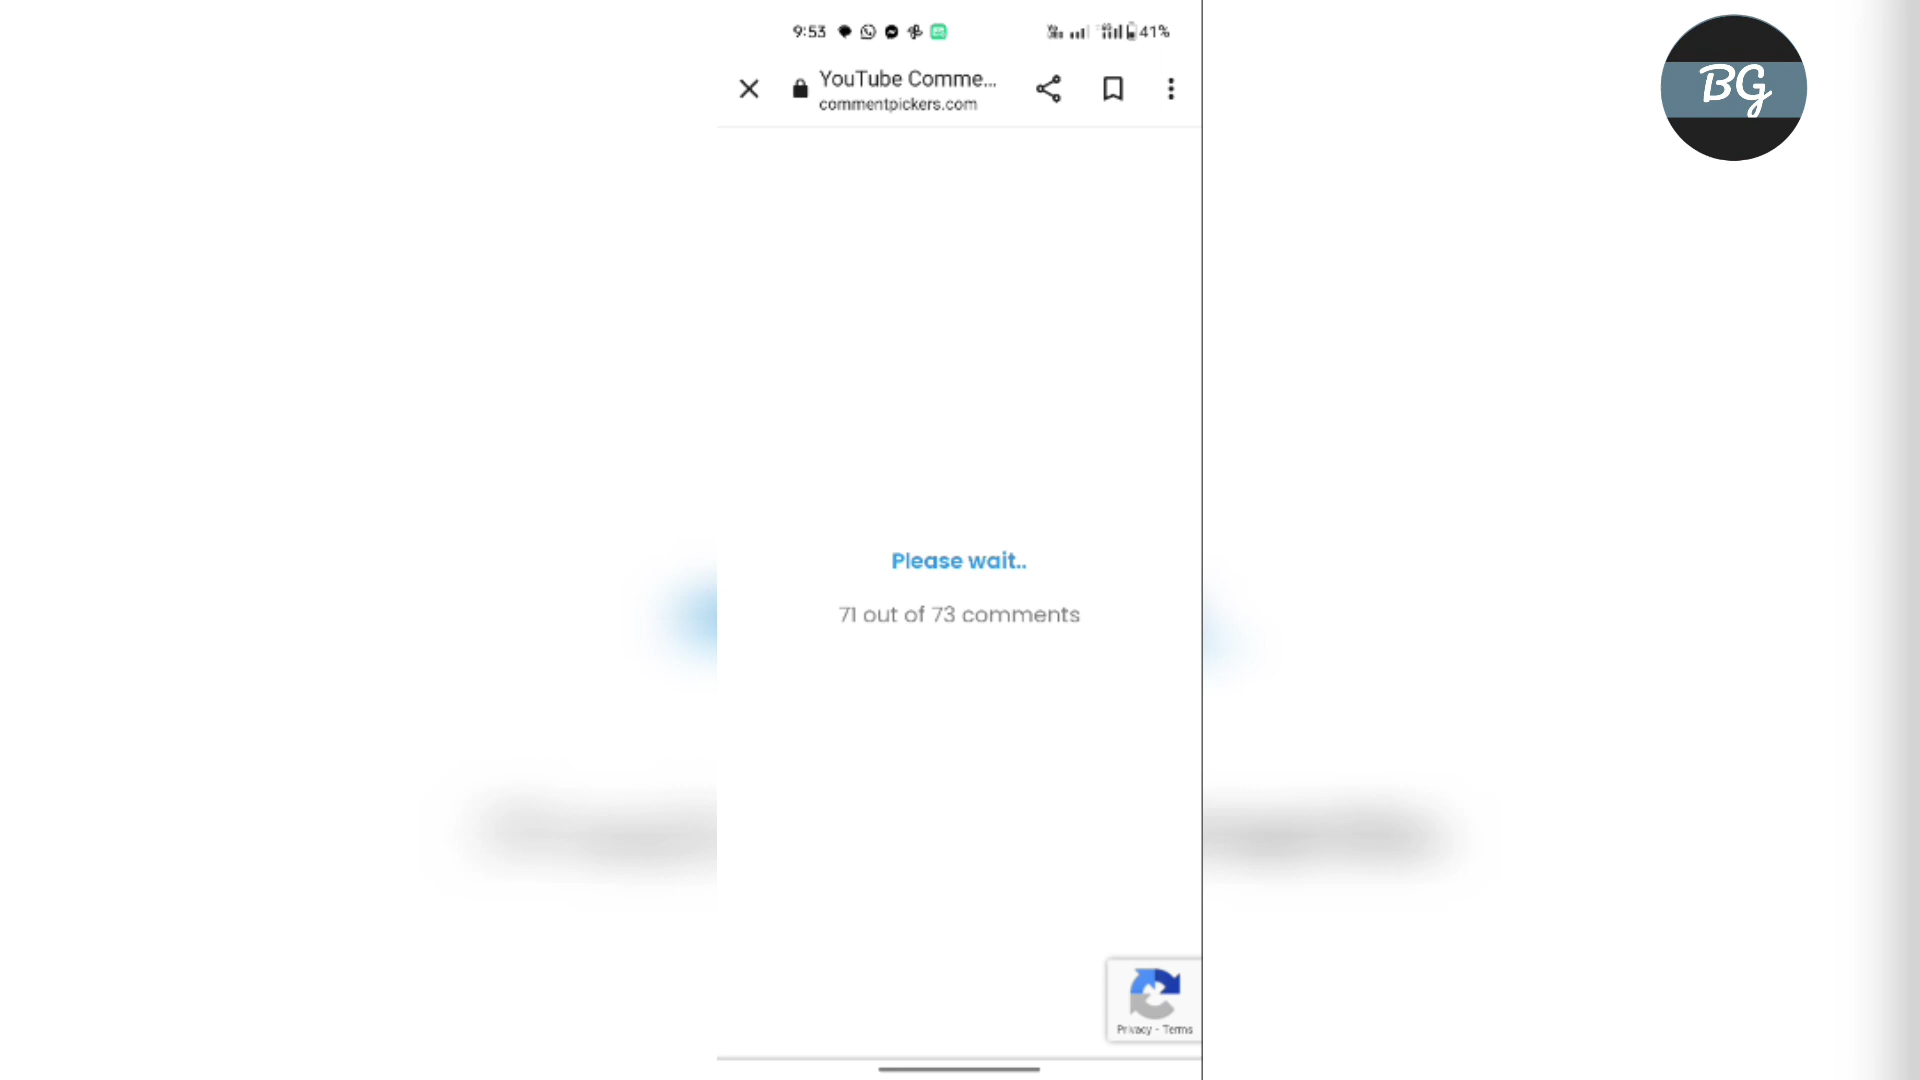 9:53
41%
YouTube Comme...
commentpickers.com
BG
Please wait..
71 out of 73 comments
Privacy - Terms